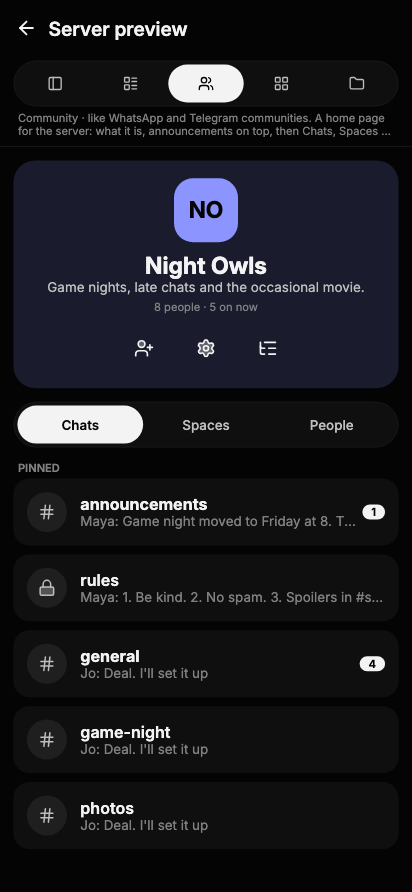 Server preview
Community · like WhatsApp and Telegram communities. A home page
for the server: what it is, announcements on top, then Chats, Spaces ...
NO
Night Owls
Game nights, late chats and the occasional movie.
8 people · 5 on now
Chats Spaces People
PINNED
announcements
Maya: Game night moved to Friday at 8. T... 1
rules
Maya: 1. Be kind. 2. No spam. 3. Spoilers in #s...
general
Jo: Deal. I'll set it up 4
game-night
Jo: Deal. I'll set it up
photos
Jo: Deal. I'll set it up